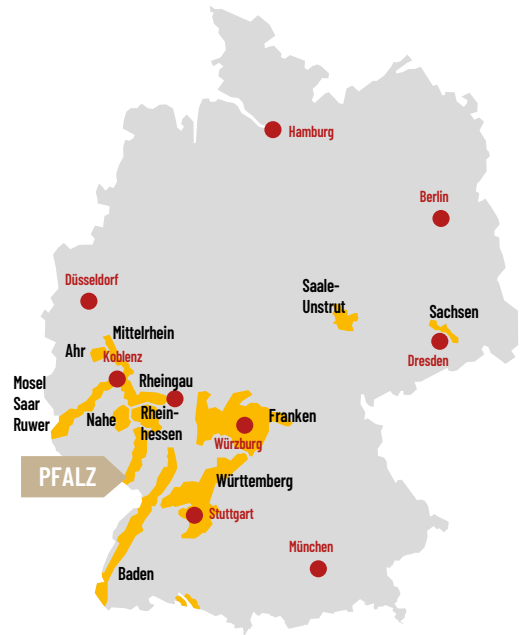 Hamburg
Berlin
Düsseldorf
Saale-
Unstrut
Sachsen
Mittelrhein
Ahr
Koblenz
Dresden
Mosel
Saar
Ruwer
Rheingau
Nahe
Rhein-
hessen
Franken
Würzburg
PFALZ
Württemberg
Stuttgart
München
Baden